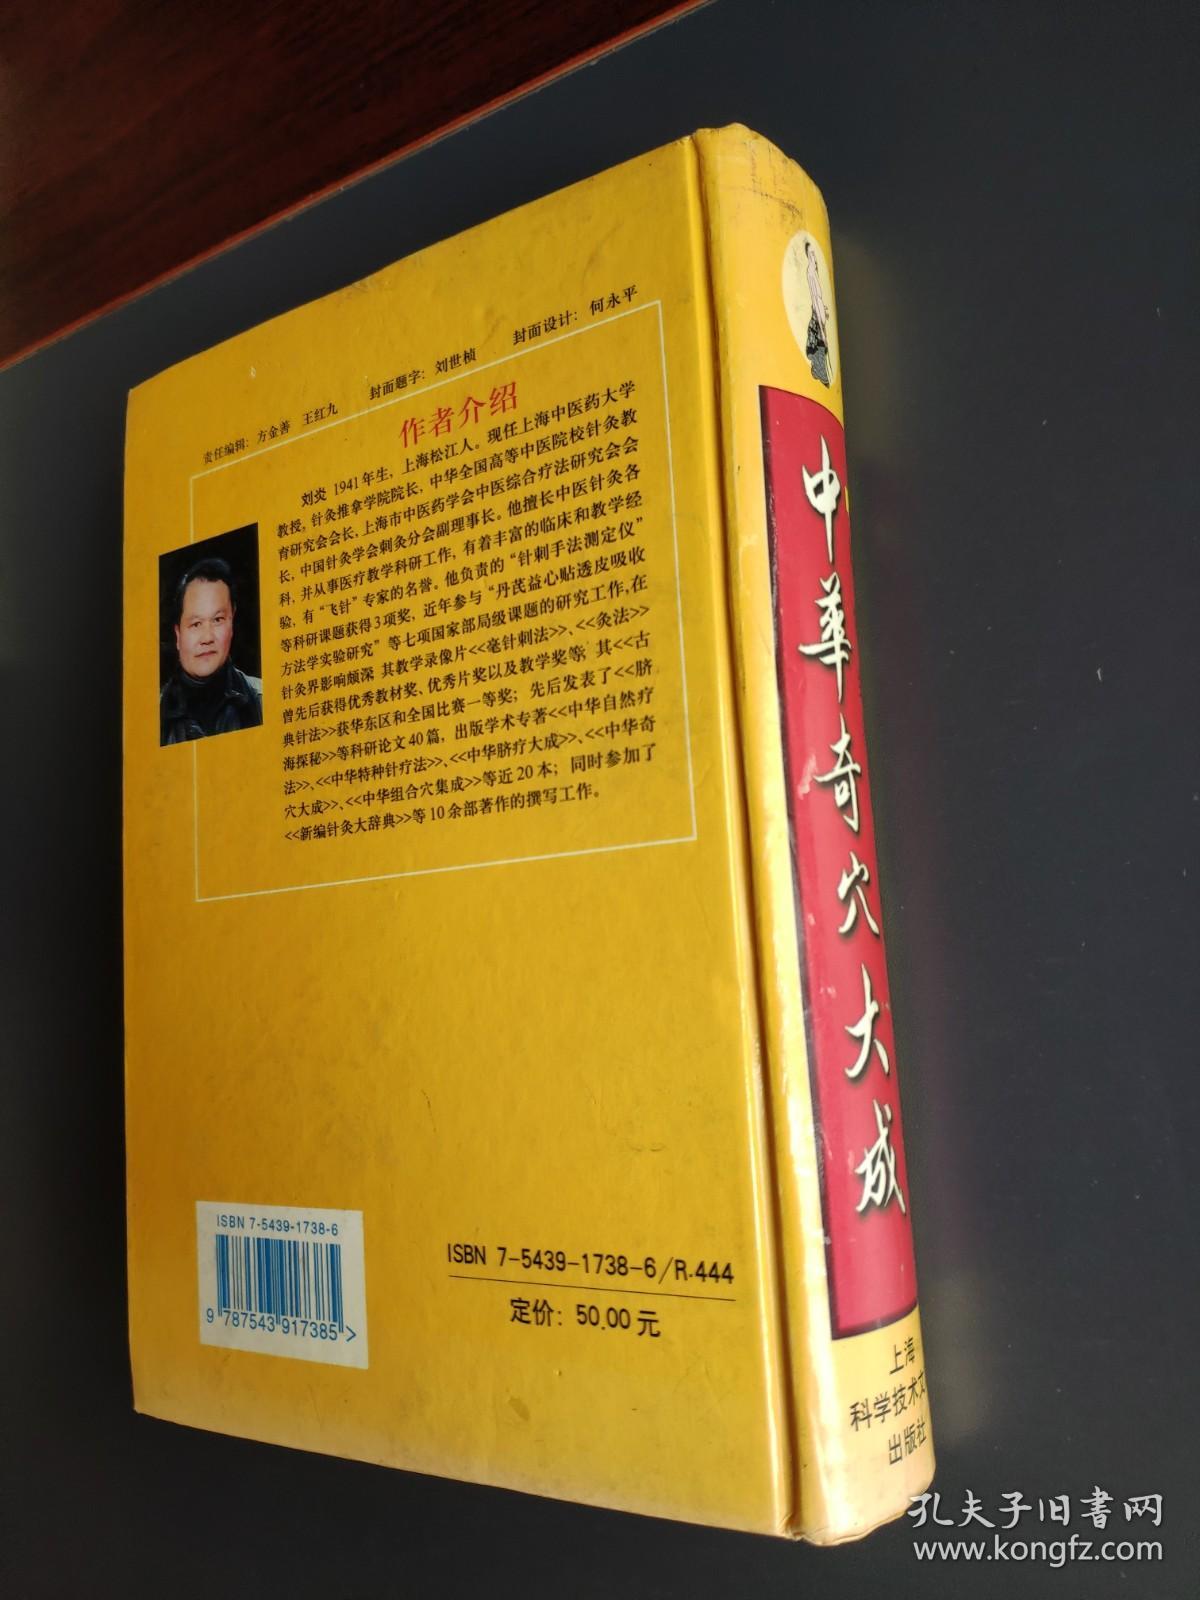 责任编辑：方金善 王红九 封面题字：刘世桢 封面设计：何永平
作者介绍
刘炎 1941年生，上海松江人。现任上海中医药大学
教授，针灸推拿学院院长，中华全国高等中医院校针灸教
育研究会会长，上海市中医药学会中医综合疗法研究会会
长，中国针灸学会刺灸分会副理事长。他擅长中医针灸各
科，并从事医疗教学科研工作，有着丰富的临床和教学经
验，有“飞针”专家的名誉。他负责的“针刺手法测定仪”
等科研课题获得3项奖，近年参与“丹芪益心贴透皮吸收
方法学实验研究”等七项国家部局级课题的研究工作，在
针灸界影响颇深；其教学录像片<<毫针刺法>>、<<灸法>>
曾先后获得优秀教材奖、优秀片奖以及教学奖等；其<<古
典针法>>获华东区和全国比赛一等奖；先后发表了<<脐
海探秘>>等科研论文40篇，出版学术专著<<中华自然疗
法>>、<<中华特种针疗法>>、<<中华脐疗大成>>、<<中华奇
穴大成>>、<<中华组合穴集成>>等近20本；同时参加了
<<新编针灸大辞典>>等10余部著作的撰写工作。
ISBN 7-5439-1738-6
9 787543 917385 >
ISBN 7-5439-1738-6/R·444
定价：50.00元
中華奇穴大成
上海
科学技术文
出版社
孔夫子旧書网
www.kongfz.com